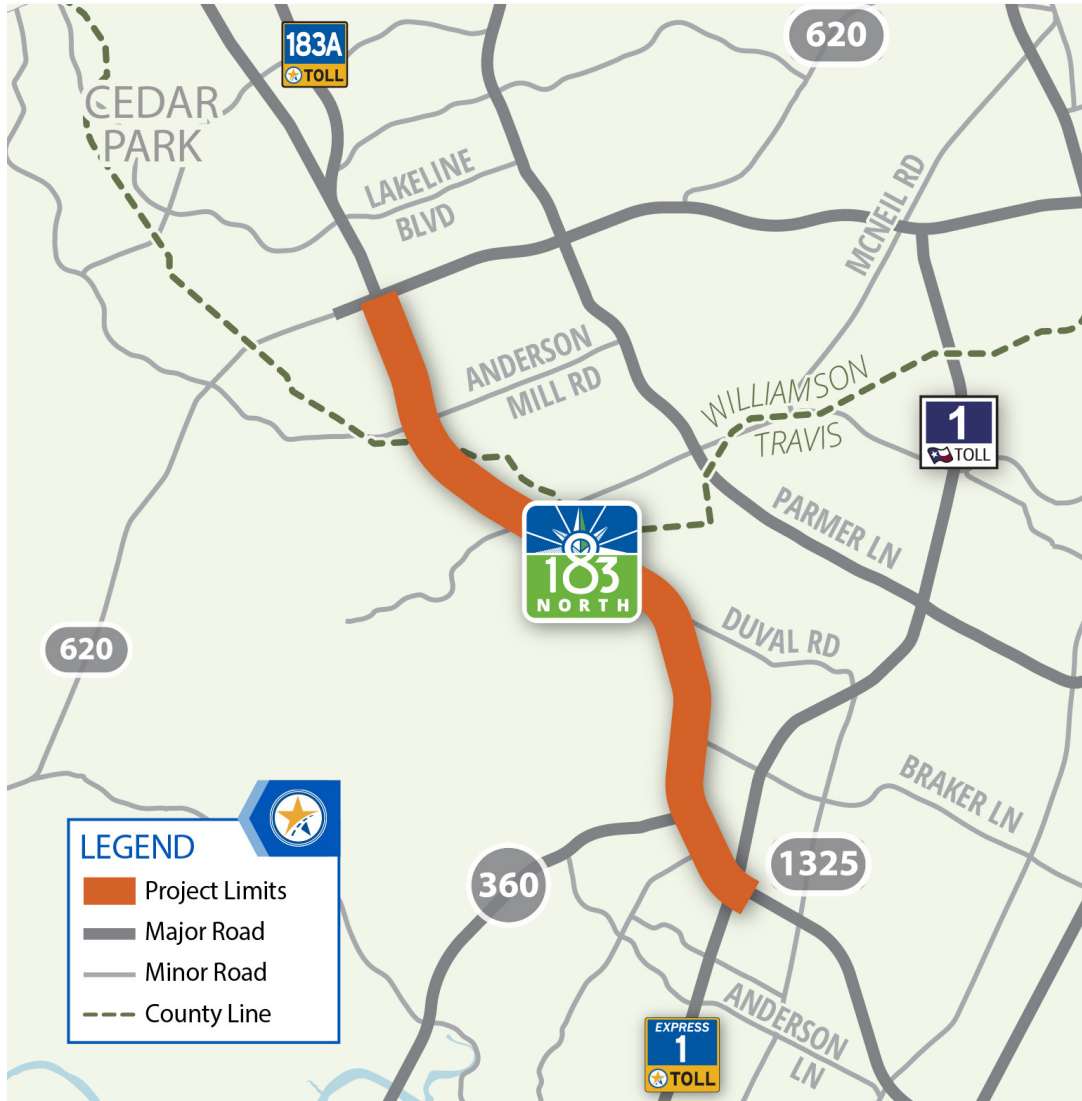 183A
TOLL
620
CEDAR
PARK
LAKELINE
BLVD
MCNEIL RD
ANDERSON
MILL RD
WILLIAMSON
TRAVIS
1
TOLL
PARMER LN
183
NORTH
DUVAL RD
620
BRAKER LN
LEGEND
Project Limits
Major Road
Minor Road
County Line
360
1325
ANDERSON
LN
EXPRESS
1
TOLL